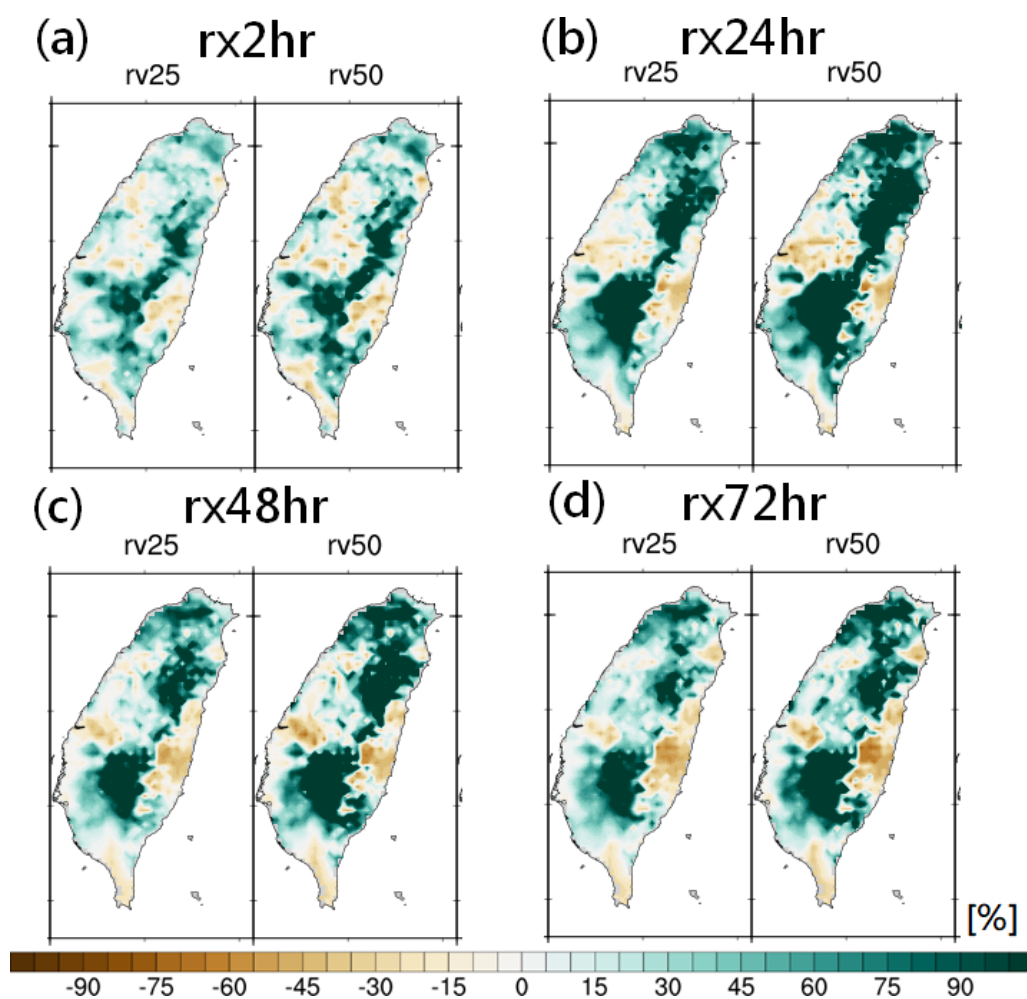 (a) rx2hr (b) rx24hr
rv25 rv50 rv25 rv50
(c) rx48hr (d) rx72hr
rv25 rv50 rv25 rv50
[%]
-90 -75 -60 -45 -30 -15 0 15 30 45 60 75 90